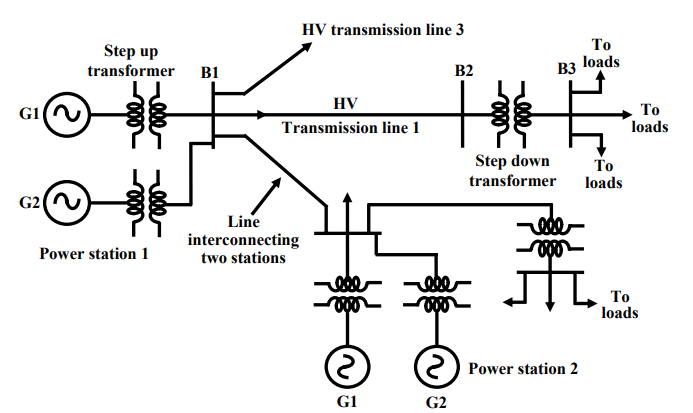 HV transmission line 3
Step up
transformer
B1
G1
HV
Transmission line 1
B2
B3
To
loads
To
loads
To
loads
Step down
transformer
G2
Power station 1
Line
interconnecting
two stations
To
loads
G1
G2
Power station 2